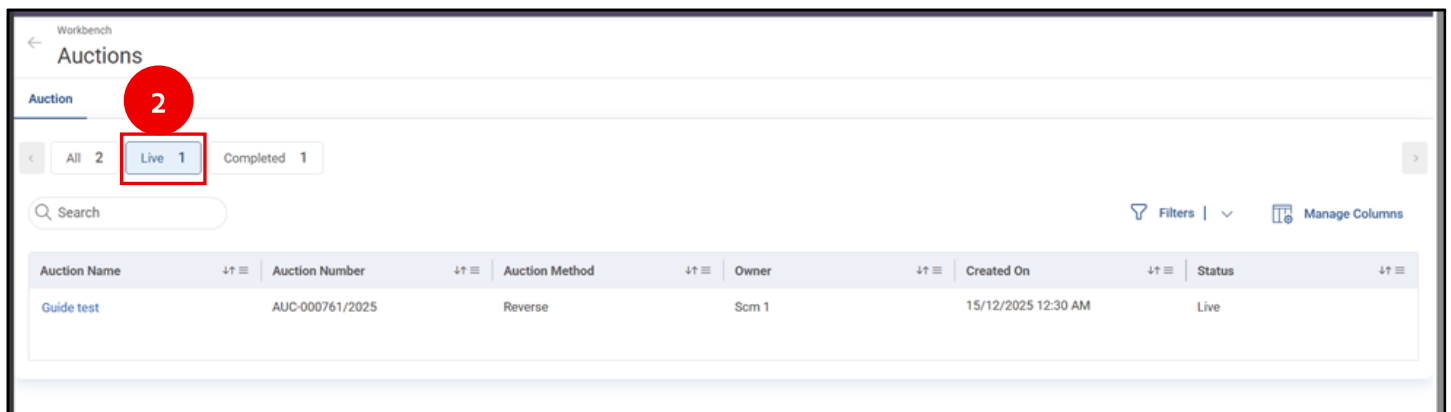 Workbench
Auctions
Auction
2
All 2 Live 1 Completed 1
Search Filters Manage Columns
Auction Name Auction Number Auction Method Owner Created On Status
Guide test AUC-000761/2025 Reverse Scm 1 15/12/2025 12:30 AM Live